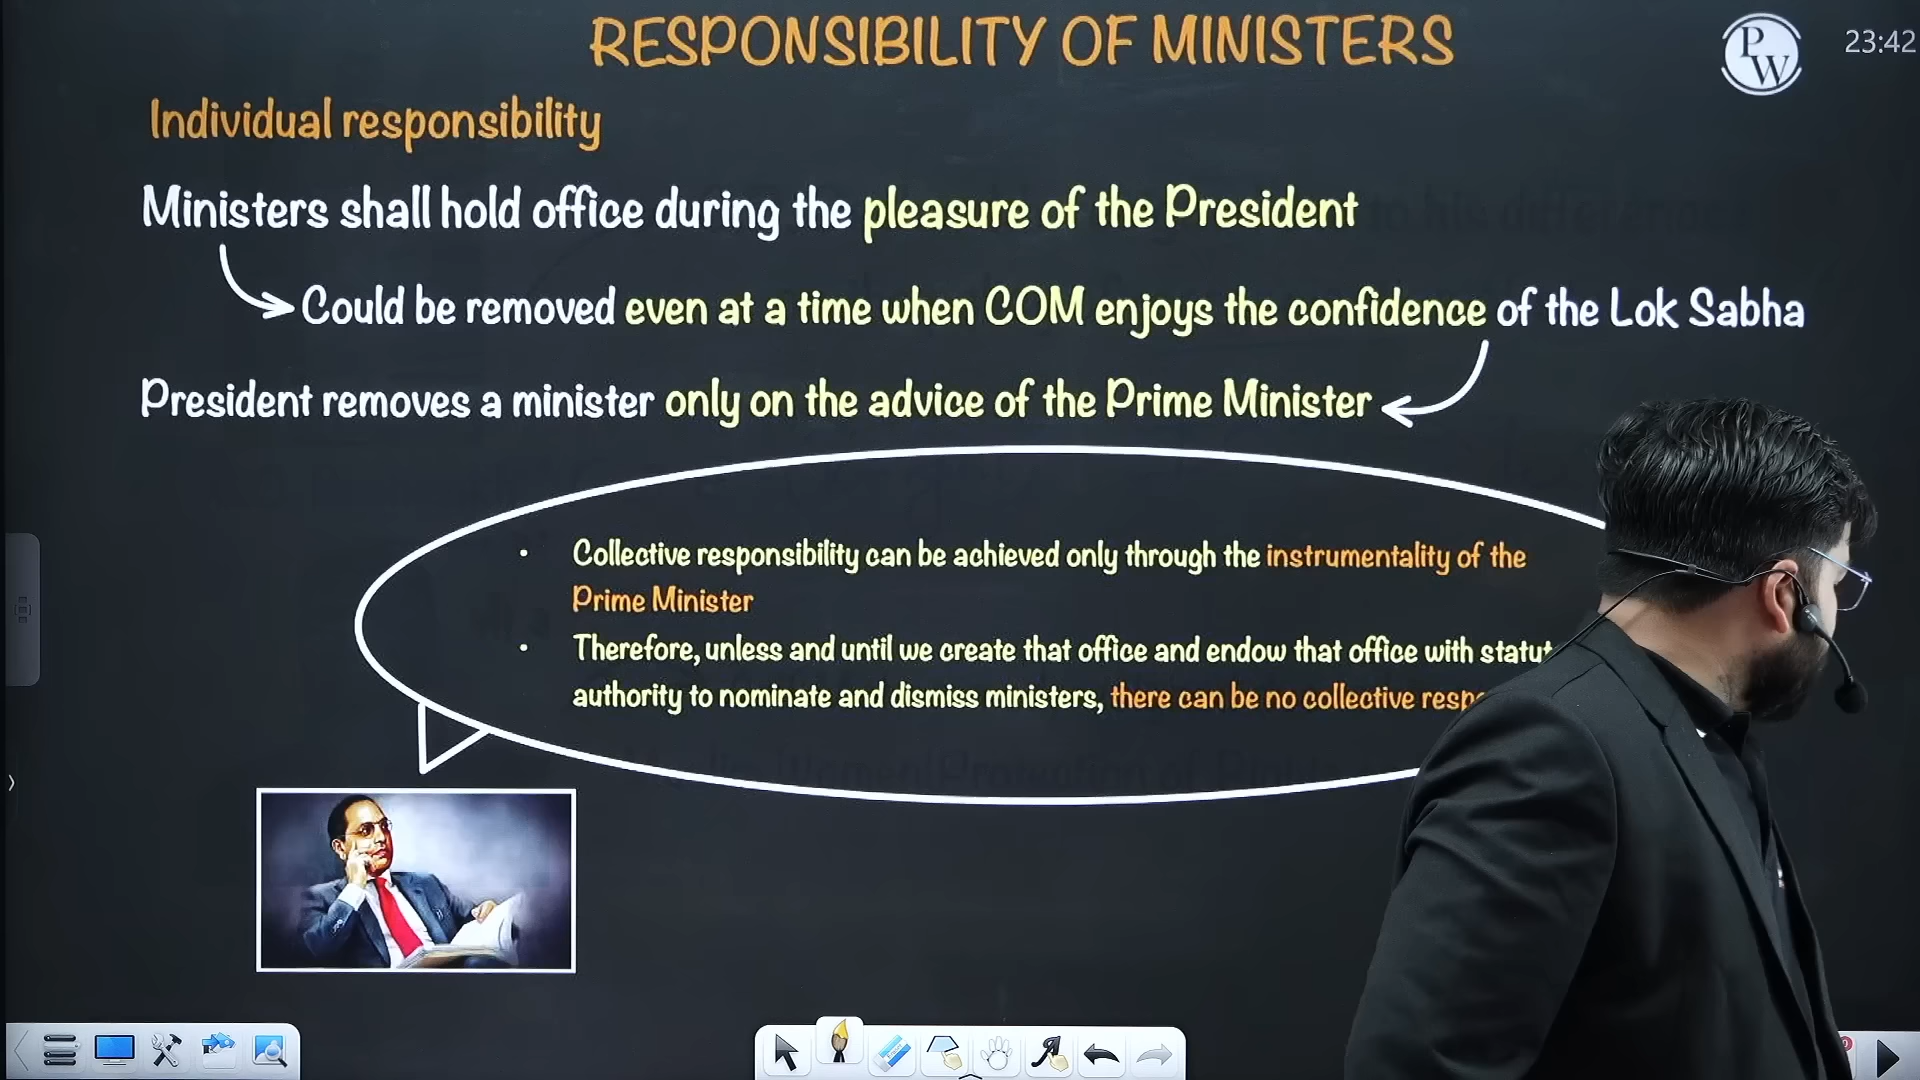 RESPONSIBILITY OF MINISTERS
PW
23:42
Individual responsibility
Ministers shall hold office during the pleasure of the President
Could be removed even at a time when COM enjoys the confidence of the Lok Sabha
President removes a minister only on the advice of the Prime Minister
• Collective responsibility can be achieved only through the instrumentality of the
Prime Minister
• Therefore, unless and until we create that office and endow that office with statut
authority to nominate and dismiss ministers, there can be no collective resp